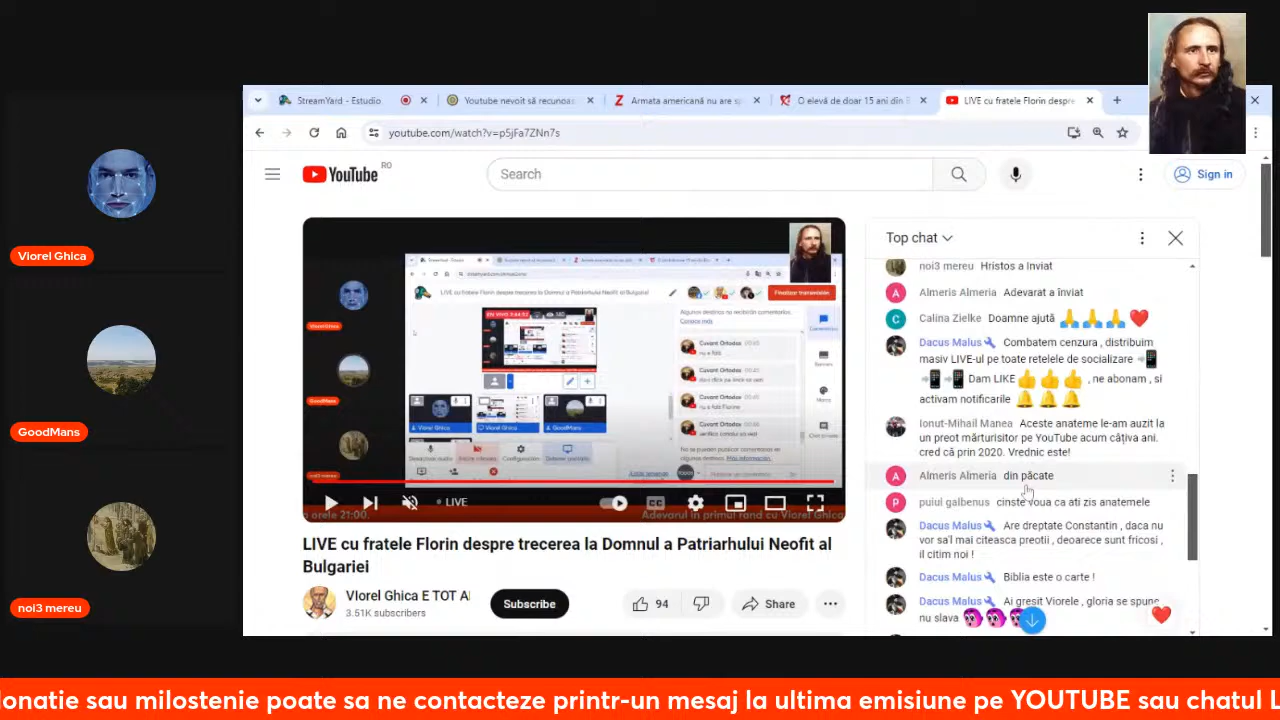 StreamYard - Estudio
Youtube nevoit să recunoas
Armata americană nu are sp
O elevă de doar 15 ani din B
LIVE cu fratele Florin despre
youtube.com/watch?v=p5jFa7ZNn7s
YouTube RO
Search
Sign in
Viorel Ghica
GoodMans
noi3 mereu
LIVE
LIVE cu fratele Florin despre trecerea la Domnul a Patriarhului Neofit al
Bulgariei
VIorel Ghica E TOT A
3.51K subscribers
Subscribe
94
Share
Top chat
noi3 mereu Hristos a Inviat
Almeris Almeria Adevarat a înviat
Calina Zielke Doamne ajută 🙏🙏🙏❤️
Dacus Malus Combatem cenzura , distribuim
masiv LIVE-ul pe toate retelele de socializare 📲
📲📲 Dam LIKE 👍👍👍 , ne abonam , si
activam notificarile 🔔🔔🔔
Ionut-Mihail Manea Aceste anateme le-am auzit la
un preot mărturisitor pe YouTube acum câțiva ani.
cred că prin 2020. Vrednic este!
Almeris Almeria din păcate
puiul galbenus cinste voua ca ati zis anatemele
Dacus Malus Are dreptate Constantin , daca nu
vor sa'l mai citeasca preotii , deoarece sunt fricosi ,
il citim noi !
Dacus Malus Biblia este o carte !
Dacus Malus Ai gresit Viorele , gloria se spune
nu slava
donatie sau milostenie poate sa ne contacteze printr-un mesaj la ultima emisiune pe YOUTUBE sau chatul L